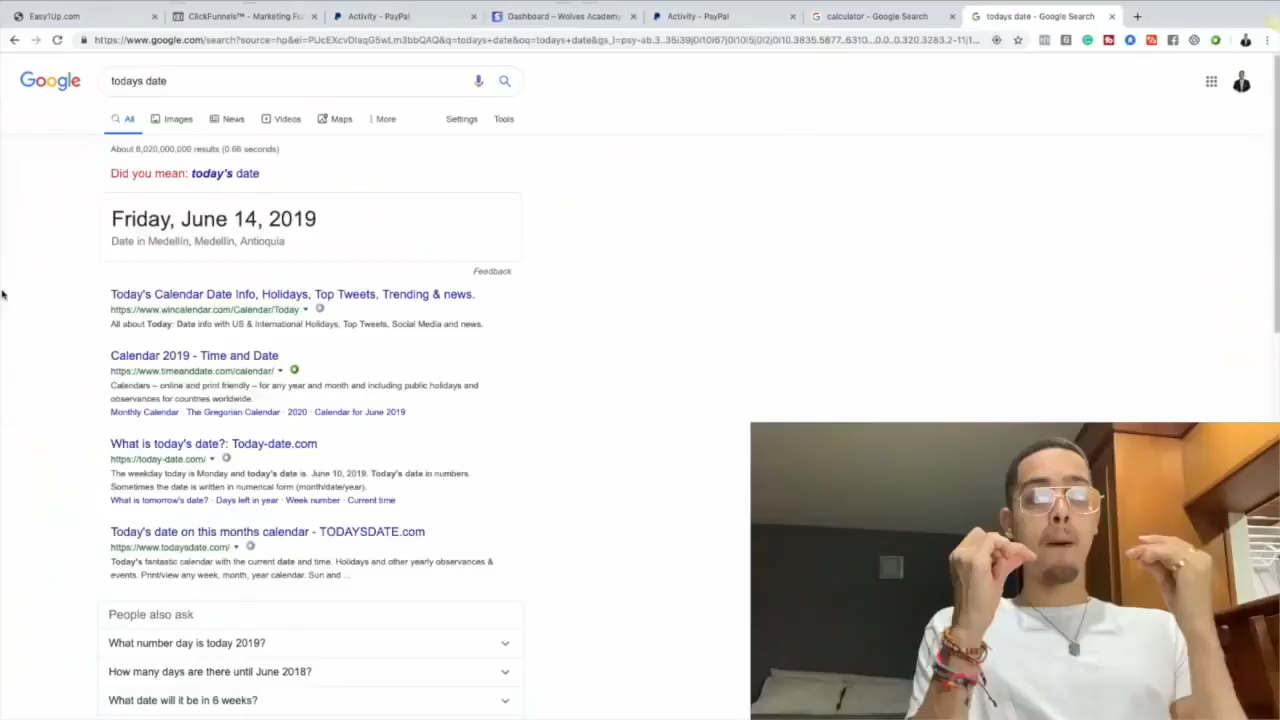 Easy1Up.com
ClickFunnels™ - Marketing Fu
Activity - PayPal
Dashboard – Wolves Academy
Activity - PayPal
calculator - Google Search
todays date - Google Search
Google
todays date
All
Images
News
Videos
Maps
More
Settings
Tools
About 8,020,000,000 results (0.66 seconds)
Did you mean: today's date
Friday, June 14, 2019
Date in Medellín, Medellin, Antioquia
Feedback
Today's Calendar Date Info, Holidays, Top Tweets, Trending & news.
https://www.wincalendar.com/Calendar/Today
All about Today: Date info with US & International Holidays, Top Tweets, Social Media and news.
Calendar 2019 - Time and Date
https://www.timeanddate.com/calendar/
Calendars – online and print friendly – for any year and month and including public holidays and
observances for countries worldwide.
Monthly Calendar · The Gregorian Calendar · 2020 · Calendar for June 2019
What is today's date?: Today-date.com
https://today-date.com/
The weekday today is Monday and today's date is. June 10, 2019. Today's date in numbers.
Sometimes the date is written in numerical form (month/date/year).
What is tomorrow's date? · Days left in year · Week number · Current time
Today's date on this months calendar - TODAYSDATE.com
https://www.todaysdate.com/
Today's fantastic calendar with the current date and time. Holidays and other yearly observances &
events. Print/view any week, month, year calendar. Sun and ...
People also ask
What number day is today 2019?
How many days are there until June 2018?
What date will it be in 6 weeks?